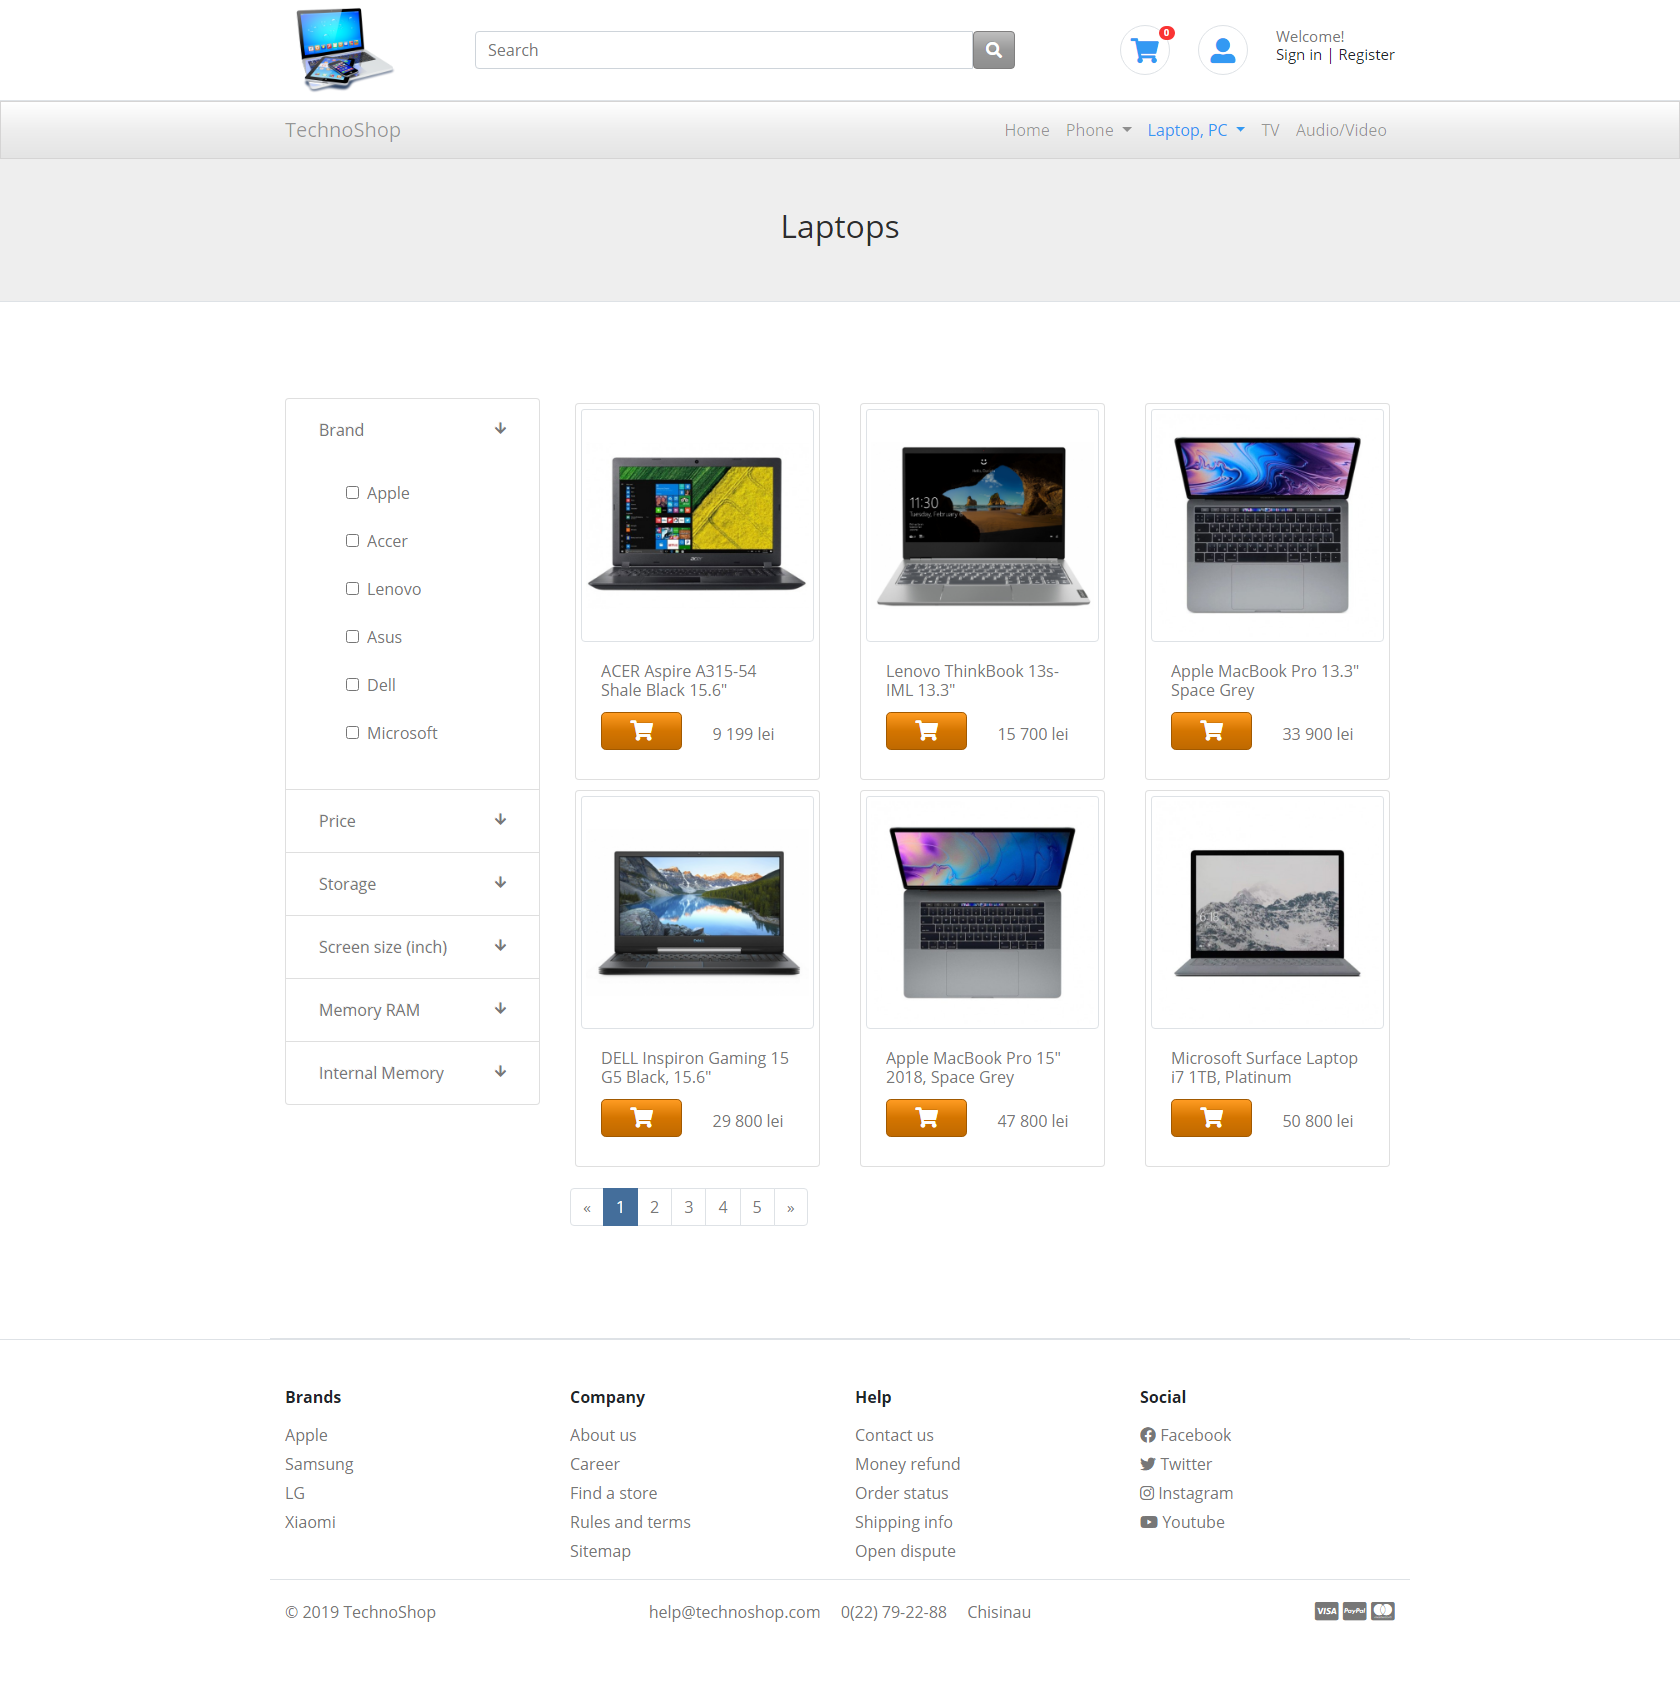 Search
0
Welcome!
Sign in | Register
TechnoShop
Home Phone Laptop, PC TV Audio/Video
Laptops
Brand
Apple
Accer
Lenovo
Asus
Dell
Microsoft
Price
Storage
Screen size (inch)
Memory RAM
Internal Memory
acer
ACER Aspire A315-54
Shale Black 15.6"
9 199 lei
11:30
Tuesday, February
Lenovo ThinkBook 13s-
IML 13.3"
15 700 lei
Apple MacBook Pro 13.3"
Space Grey
33 900 lei
DELL Inspiron Gaming 15
G5 Black, 15.6"
29 800 lei
Apple MacBook Pro 15"
2018, Space Grey
47 800 lei
Microsoft Surface Laptop
i7 1TB, Platinum
50 800 lei
« 1 2 3 4 5 »
Brands
Apple
Samsung
LG
Xiaomi
Company
About us
Career
Find a store
Rules and terms
Sitemap
Help
Contact us
Money refund
Order status
Shipping info
Open dispute
Social
Facebook
Twitter
Instagram
Youtube
© 2019 TechnoShop
help@technoshop.com 0(22) 79-22-88 Chisinau
VISA PayPal